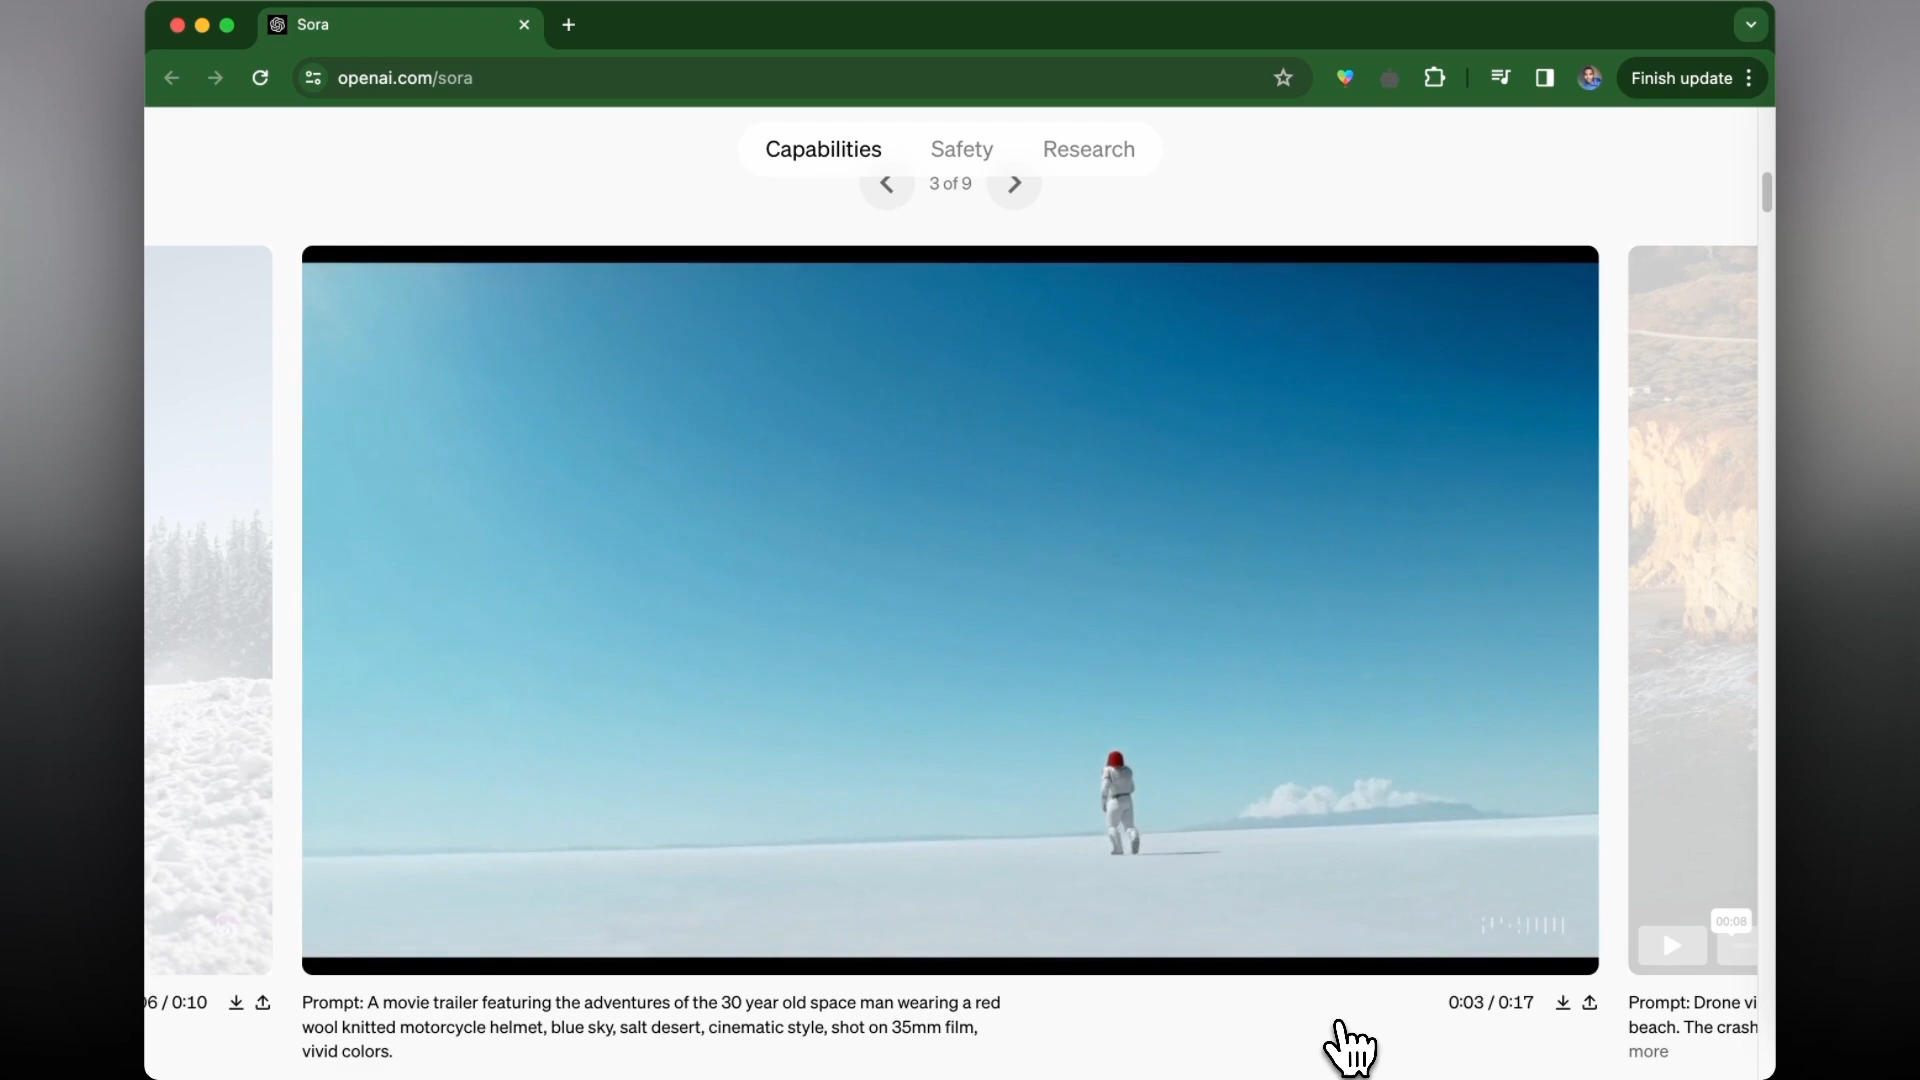 Sora
openai.com/sora
Finish update
Capabilities
Safety
Research
3 of 9
00:08
6 / 0:10
Prompt: A movie trailer featuring the adventures of the 30 year old space man wearing a red
wool knitted motorcycle helmet, blue sky, salt desert, cinematic style, shot on 35mm film,
vivid colors.
0:03 / 0:17
Prompt: Drone vi
beach. The crash
more